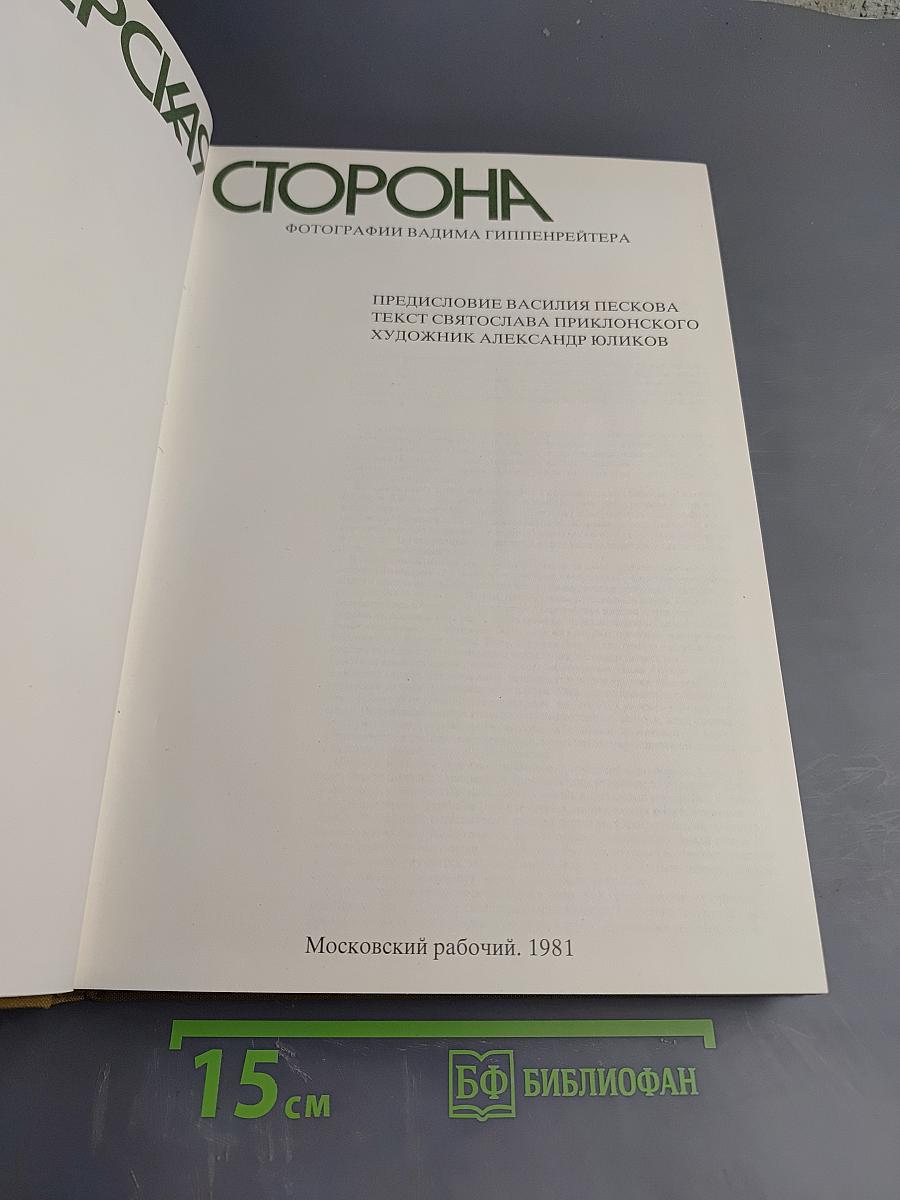 ЕРСКАЯ
СТОРОНА
ФОТОГРАФИИ ВАДИМА ГИППЕНРЕЙТЕРА
ПРЕДИСЛОВИЕ ВАСИЛИЯ ПЕСКОВА
ТЕКСТ СВЯТОСЛАВА ПРИКЛОНСКОГО
ХУДОЖНИК АЛЕКСАНДР ЮЛИКОВ
Московский рабочий. 1981
15 см
БФ БИБЛИОФАН